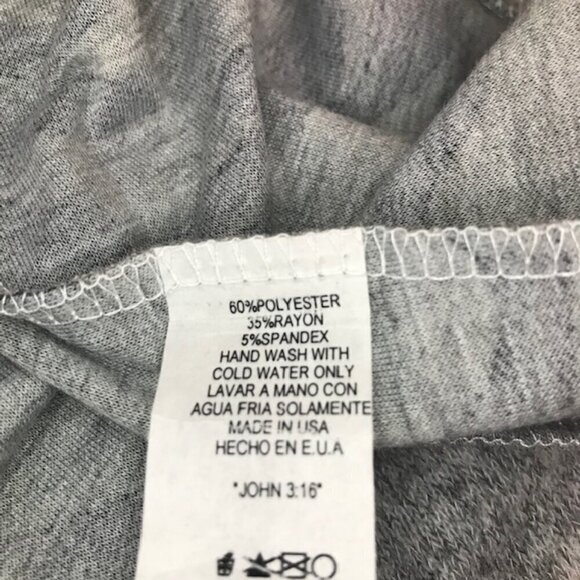 60%POLYESTER
35%RAYON
5%SPANDEX
HAND WASH WITH
COLD WATER ONLY
LAVAR A MANO CON
AGUA FRIA SOLAMENTE
MADE IN USA
HECHO EN E.U.A
"JOHN 3:16"